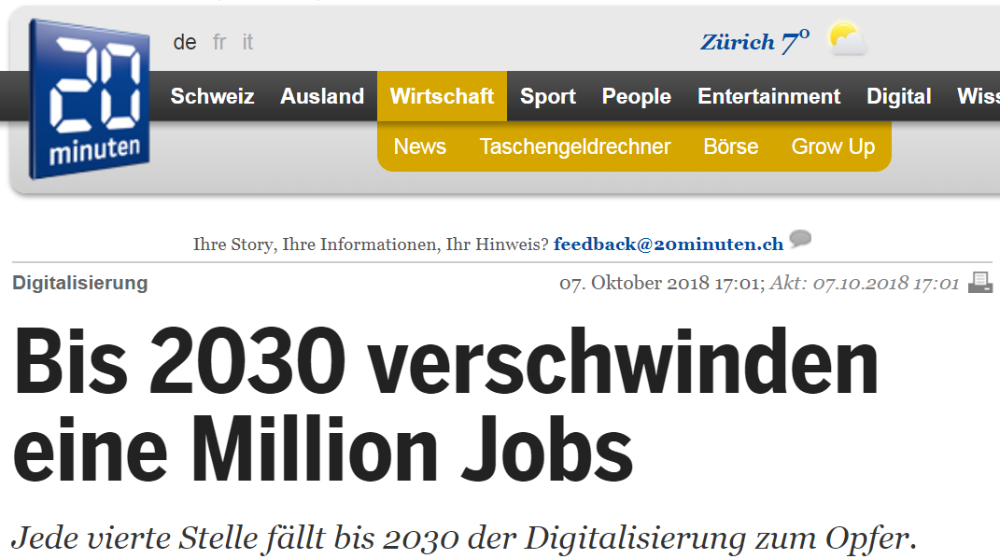 de fr it
Zürich 7°
20
minuten
Schweiz Ausland Wirtschaft Sport People Entertainment Digital
News Taschengeldrechner Börse Grow Up
Ihre Story, Ihre Informationen, Ihr Hinweis? feedback@20minuten.ch
Digitalisierung
07. Oktober 2018 17:01; Akt: 07.10.2018 17:01
Bis 2030 verschwinden
eine Million Jobs
Jede vierte Stelle fällt bis 2030 der Digitalisierung zum Opfer.